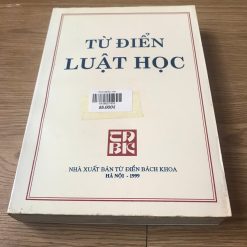 TỪ ĐIỂN
LUẬT HỌC
NHÀ XUẤT BẢN TỪ ĐIỂN BÁCH KHOA
HÀ NỘI - 1999